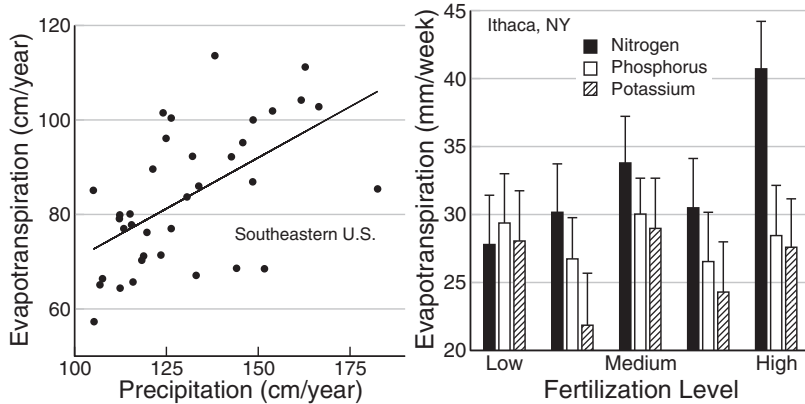 Evapotranspiration (cm/year)
120
100
80
60
100
125
150
175
Southeastern U.S.
Precipitation (cm/year)
Evapotranspiration (mm/week)
45
40
35
30
25
20
Ithaca, NY
Nitrogen
Phosphorus
Potassium
Low
Medium
High
Fertilization Level